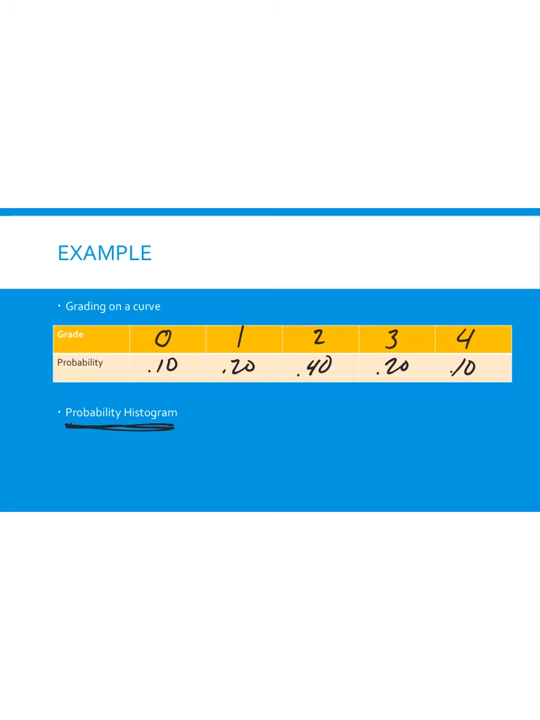 EXAMPLE
• Grading on a curve
Grade 0 1 2 3 4
Probability .10 .20 .40 .20 .10
• Probability Histogram